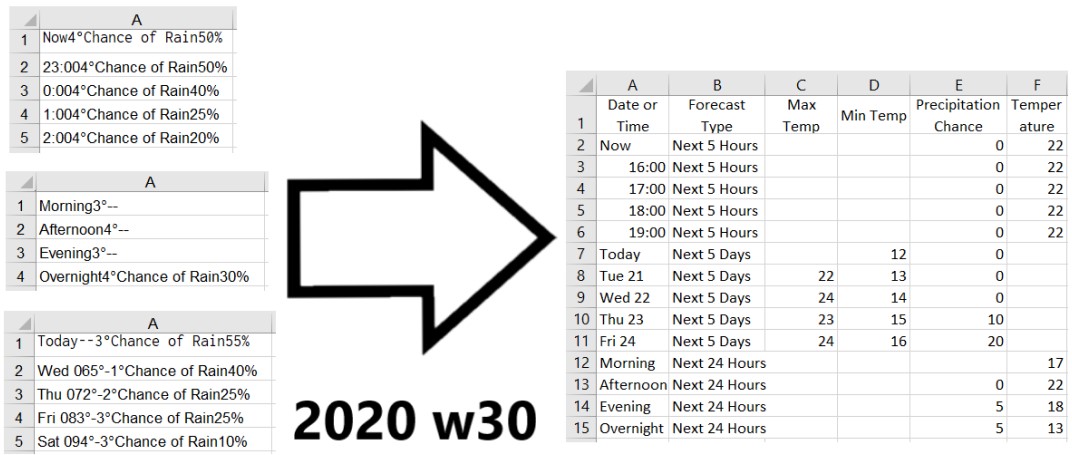 A
1 Now4°Chance of Rain50%
2 23:004°Chance of Rain50%
3 0:004°Chance of Rain40%
4 1:004°Chance of Rain25%
5 2:004°Chance of Rain20%
A
1 Morning3°--
2 Afternoon4°--
3 Evening3°--
4 Overnight4°Chance of Rain30%
A
1 Today--3°Chance of Rain55%
2 Wed 065°-1°Chance of Rain40%
3 Thu 072°-2°Chance of Rain25%
4 Fri 083°-3°Chance of Rain25%
5 Sat 094°-3°Chance of Rain10%
2020 w30
A B C D E F
Date or Forecast Max Precipitation Temper
1 Time Type Temp Min Temp Chance ature
2 Now Next 5 Hours 0 22
3 16:00 Next 5 Hours 0 22
4 17:00 Next 5 Hours 0 22
5 18:00 Next 5 Hours 0 22
6 19:00 Next 5 Hours 0 22
7 Today Next 5 Days 12 0
8 Tue 21 Next 5 Days 22 13 0
9 Wed 22 Next 5 Days 24 14 0
10 Thu 23 Next 5 Days 23 15 10
11 Fri 24 Next 5 Days 24 16 20
12 Morning Next 24 Hours 17
13 Afternoon Next 24 Hours 0 22
14 Evening Next 24 Hours 5 18
15 Overnight Next 24 Hours 5 13